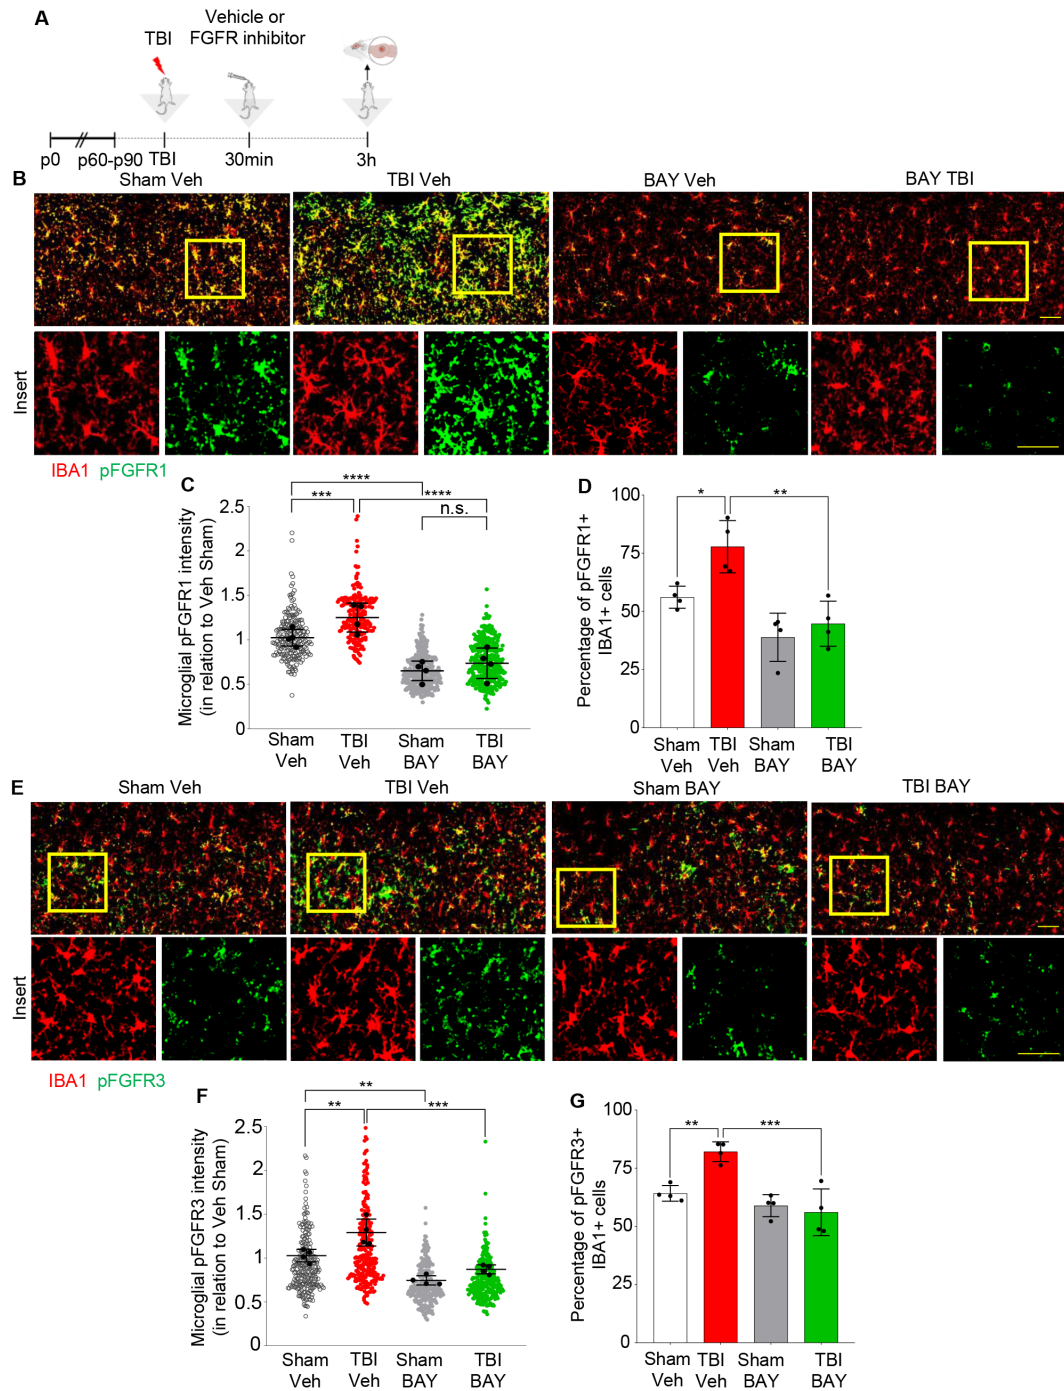 A
TBI
Vehicle or
FGFR inhibitor
p0
p60-p90
TBI
30min
3h
B
Sham Veh
TBI Veh
BAY Veh
BAY TBI
Insert
IBA1 pFGFR1
C
Microglial pFGFR1 intensity
(in relation to Veh Sham)
2.5
2
1.5
1
0.5
0
****
***
****
n.s.
Sham
Veh
TBI
Veh
Sham
BAY
TBI
BAY
D
Percentage of pFGFR1+
IBA1+ cells
100
75
50
25
0
*
**
Sham
Veh
TBI
Veh
Sham
BAY
TBI
BAY
E
Sham Veh
TBI Veh
Sham BAY
TBI BAY
Insert
IBA1 pFGFR3
F
Microglial pFGFR3 intensity
(in relation to Veh Sham)
2.5
2
1.5
1
0.5
0
**
**
***
Sham
Veh
TBI
Veh
Sham
BAY
TBI
BAY
G
Percentage of pFGFR3+
IBA1+ cells
100
75
50
25
0
**
***
Sham
Veh
TBI
Veh
Sham
BAY
TBI
BAY